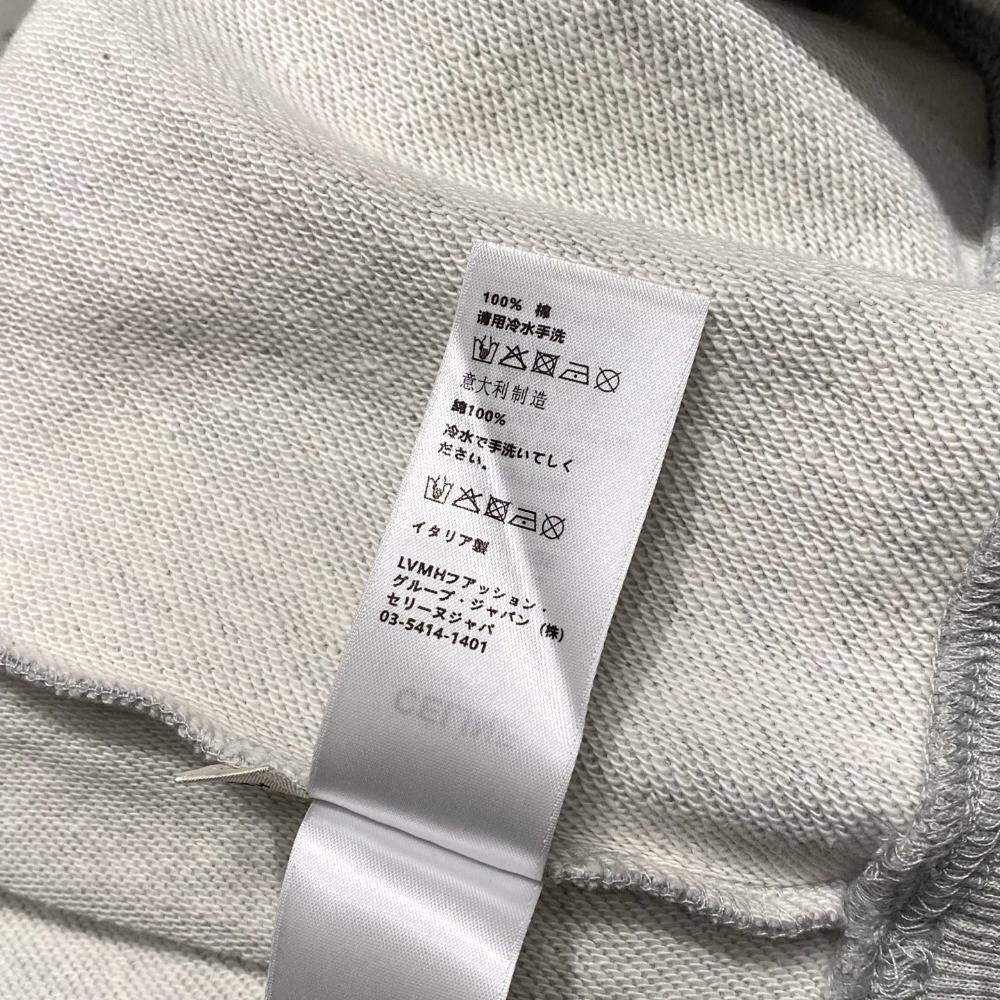 100% 棉
请用冷水手洗
意大利制造
綿100%
冷水で手洗いてしく
ださい。
イタリア製
LVMHファッション・
グループ・ジャパン (株)
セリーヌジャパ
03-5414-1401